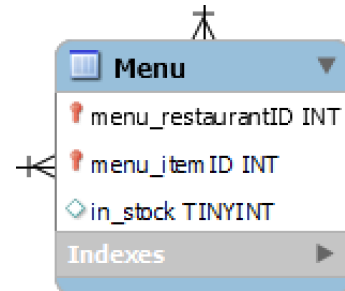 Menu
menu_restaurantID INT
menu_itemID INT
in_stock TINYINT
Indexes